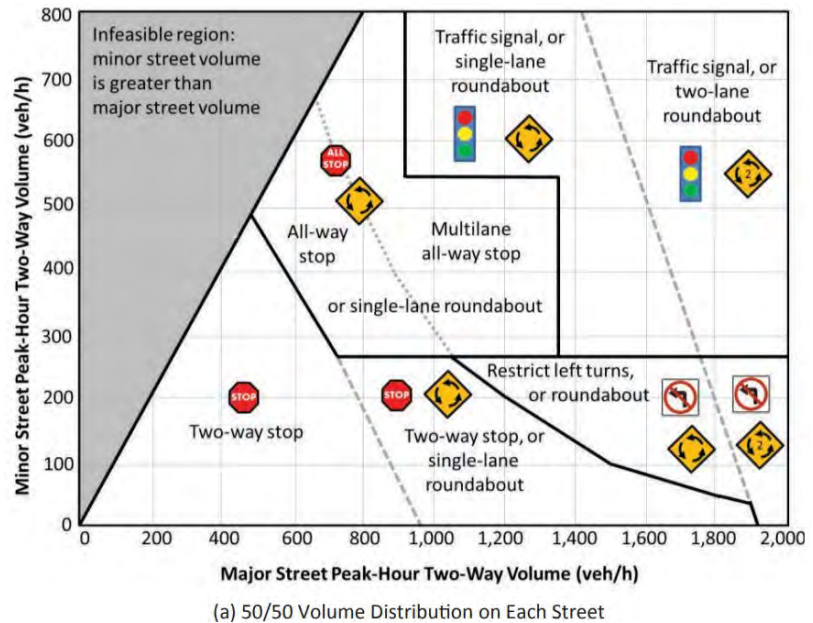 Minor Street Peak-Hour Two-Way Volume (veh/h)
800
700
600
500
400
300
200
100
0
Infeasible region:
minor street volume
is greater than
major street volume
Traffic signal, or
single-lane
roundabout
Traffic signal, or
two-lane
roundabout
2
ALL
STOP
All-way
stop
Multilane
all-way stop
or single-lane roundabout
STOP
Two-way stop
STOP
Two-way stop, or
single-lane
roundabout
Restrict left turns,
or roundabout
2
0
200
400
600
800
1,000
1,200
1,400
1,600
1,800
2,000
Major Street Peak-Hour Two-Way Volume (veh/h)
(a) 50/50 Volume Distribution on Each Street